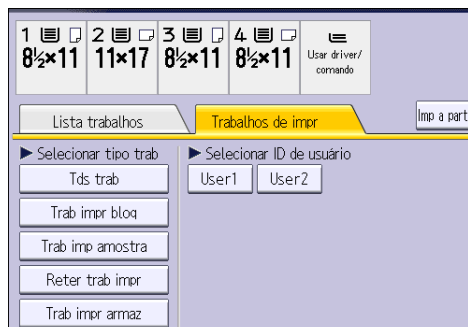 1 2 3 4
8½×11 11×17 8½×11 8½×11 Usar driver/
comando
Lista trabalhos Trabalhos de impr Imp a part
Selecionar tipo trab Selecionar ID de usuário
Tds trab User1 User2
Trab impr bloq
Trab imp amostra
Reter trab impr
Trab impr armaz